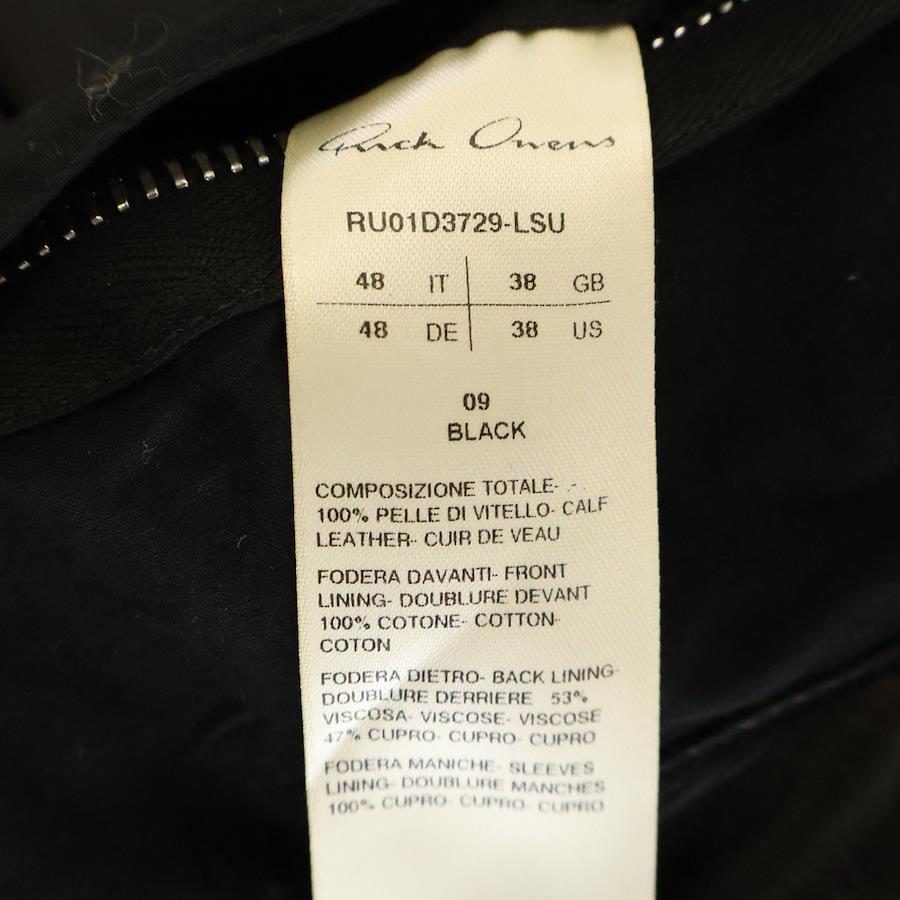 Rick Owens
RU01D3729-LSU
48 IT 38 GB
48 DE 38 US
09
BLACK
COMPOSIZIONE TOTALE-
100% PELLE DI VITELLO- CALF
LEATHER- CUIR DE VEAU
FODERA DAVANTI- FRONT
LINING- DOUBLURE DEVANT
100% COTONE- COTTON-
COTON
FODERA DIETRO- BACK LINING-
DOUBLURE DERRIERE 53%
VISCOSA- VISCOSE- VISCOSE
47% CUPRO- CUPRO- CUPRO
FODERA MANICHE- SLEEVES
LINING- DOUBLURE MANCHES
100% CUPRO- CUPRO- CUPRO